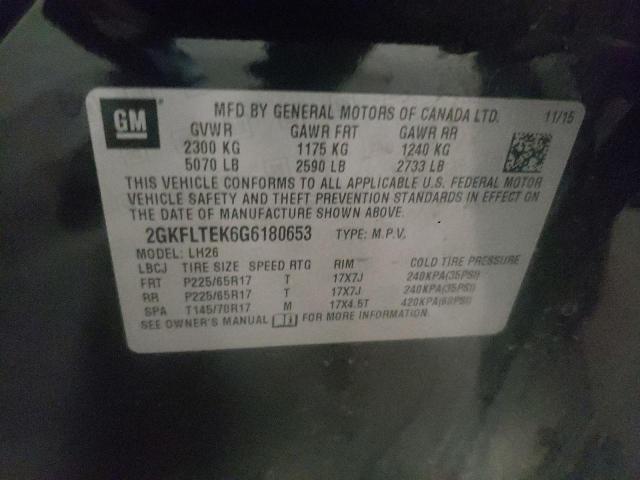 GM
MFD BY GENERAL MOTORS OF CANADA LTD. 11/15
GVWR GAWR FRT GAWR RR
2300 KG 1175 KG 1240 KG
5070 LB 2590 LB 2733 LB
THIS VEHICLE CONFORMS TO ALL APPLICABLE U.S. FEDERAL MOTOR
VEHICLE SAFETY AND THEFT PREVENTION STANDARDS IN EFFECT ON
THE DATE OF MANUFACTURE SHOWN ABOVE.
2GKFLTEK6G6180653 TYPE: M.P.V.
MODEL: LH26
LBCJ TIRE SIZE SPEED RTG RIM COLD TIRE PRESSURE
FRT P225/65R17 T 17X7J 240KPA(35PSI)
RR P225/65R17 T 17X7J 240KPA(35PSI)
SPA T145/70R17 M 17X4.5T 420KPA(60PSI)
SEE OWNER'S MANUAL FOR MORE INFORMATION.